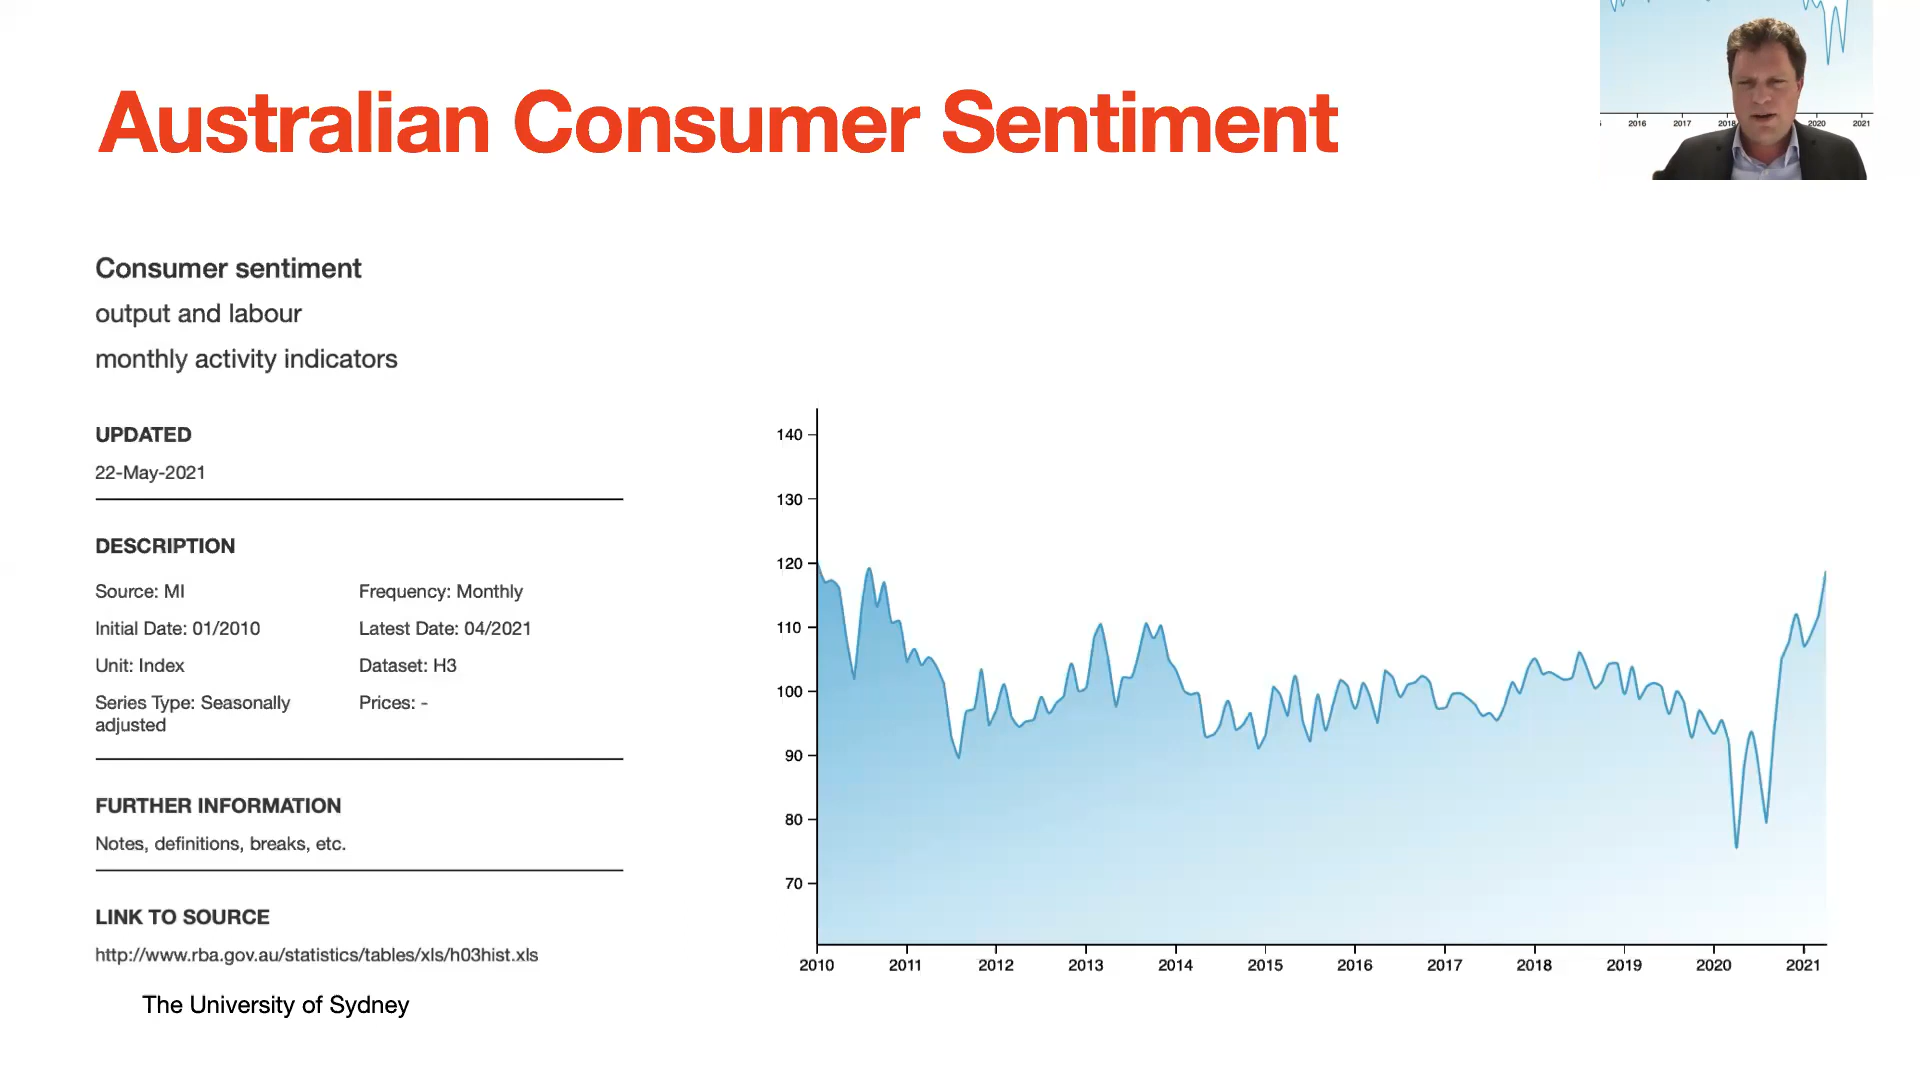 Australian Consumer Sentiment
2016 2017 2018 2020 2021
Consumer sentiment
output and labour
monthly activity indicators
UPDATED
22-May-2021
DESCRIPTION
Source: MI Frequency: Monthly
Initial Date: 01/2010 Latest Date: 04/2021
Unit: Index Dataset: H3
Series Type: Seasonally Prices: -
adjusted
FURTHER INFORMATION
Notes, definitions, breaks, etc.
LINK TO SOURCE
http://www.rba.gov.au/statistics/tables/xls/h03hist.xls
The University of Sydney
140
130
120
110
100
90
80
70
2010 2011 2012 2013 2014 2015 2016 2017 2018 2019 2020 2021